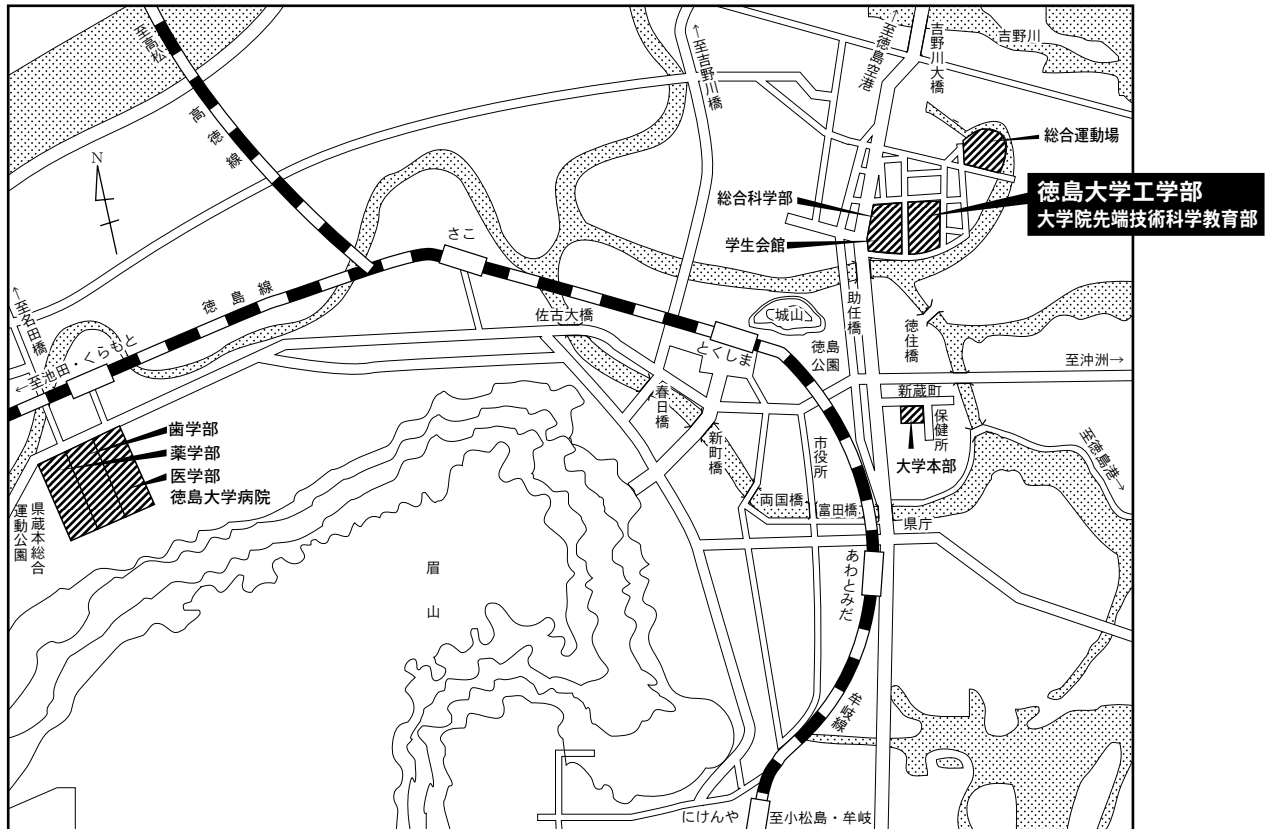 至高松
高徳線
N
←至吉野川橋
←至徳島空港
吉野川大橋
吉野川
総合運動場
総合科学部
徳島大学工学部
大学院先端技術科学教育部
学生会館
さこ
徳島線
←至名田橋
←至池田・くらもと
佐古大橋
城山
とくしま
徳島
公園
助任橋
徳住橋
至沖洲→
春日橋
新町橋
新蔵町
保健所
市役所
大学本部
至徳島港→
歯学部
薬学部
医学部
徳島大学病院
県蔵本総合
運動公園
両国橋
富田橋
県庁
あわとみだ
眉山
牟岐線
にけんや
至小松島・牟岐